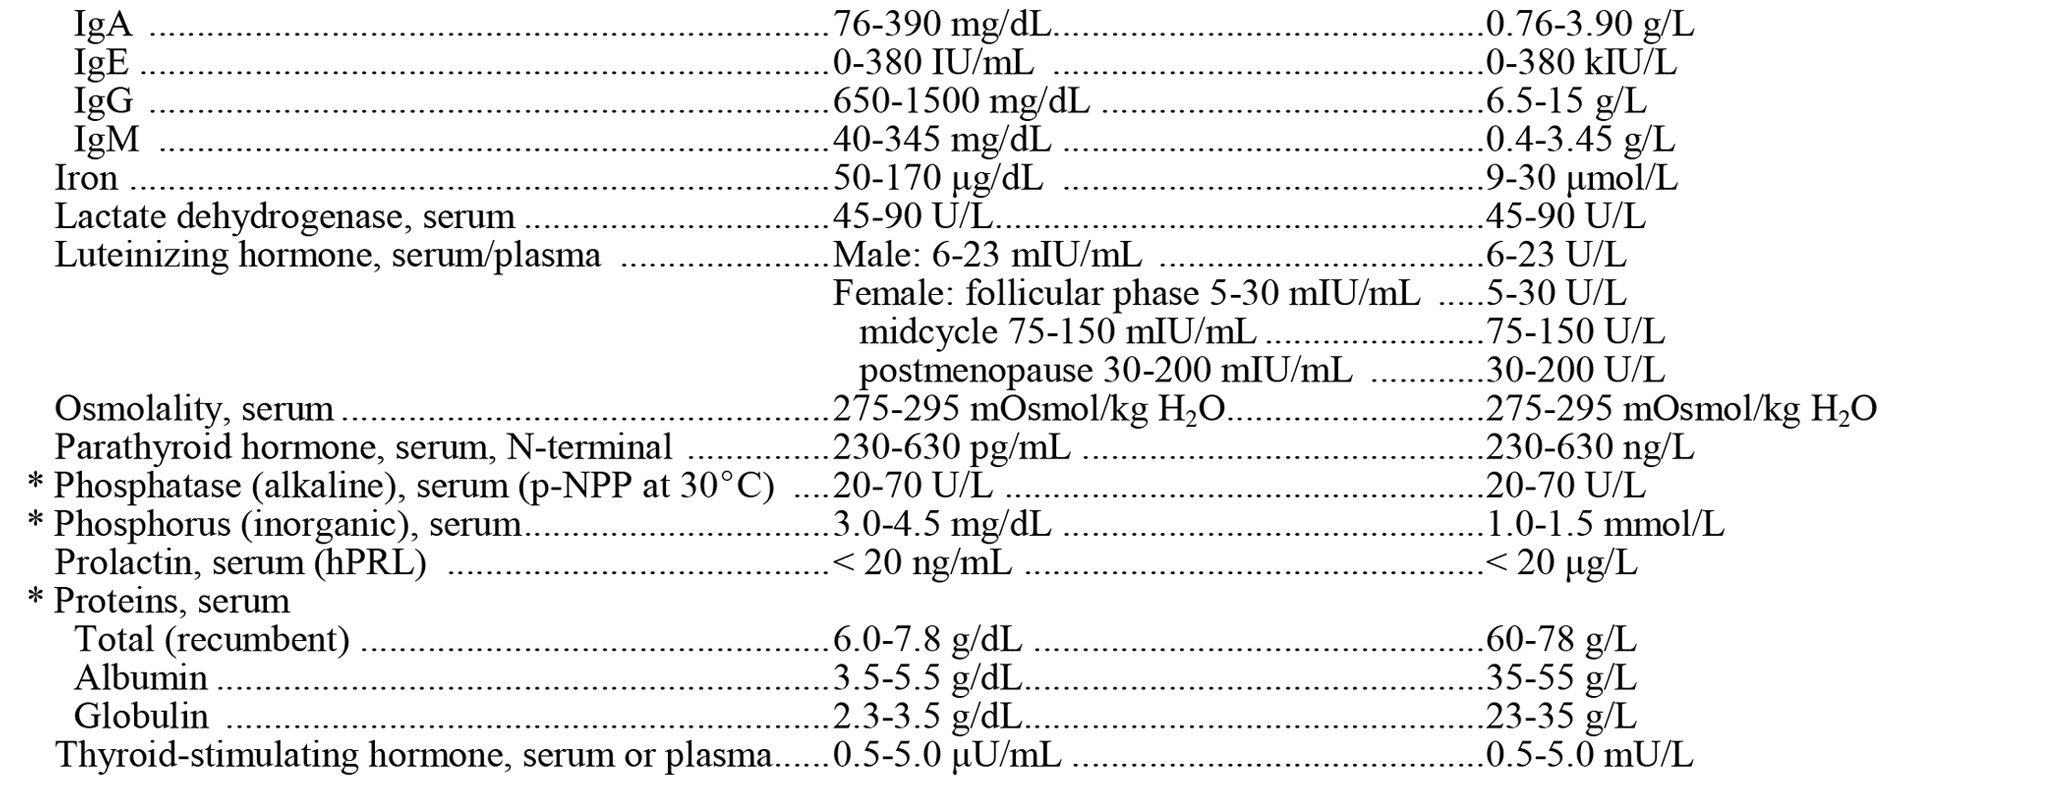 IgA ........ 76-390 mg/dL ........ 0.76-3.90 g/L
IgE ........ 0-380 IU/mL ........ 0-380 kIU/L
IgG ........ 650-1500 mg/dL ........ 6.5-15 g/L
IgM ........ 40-345 mg/dL ........ 0.4-3.45 g/L
Iron ........ 50-170 μg/dL ........ 9-30 μmol/L
Lactate dehydrogenase, serum ........ 45-90 U/L ........ 45-90 U/L
Luteinizing hormone, serum/plasma ........ Male: 6-23 mIU/mL ........ 6-23 U/L
Female: follicular phase 5-30 mIU/mL ..... 5-30 U/L
midcycle 75-150 mIU/mL ........ 75-150 U/L
postmenopause 30-200 mIU/mL ........ 30-200 U/L
Osmolality, serum ........ 275-295 mOsmol/kg H₂O ........ 275-295 mOsmol/kg H₂O
Parathyroid hormone, serum, N-terminal ........ 230-630 pg/mL ........ 230-630 ng/L
* Phosphatase (alkaline), serum (p-NPP at 30°C) .... 20-70 U/L ........ 20-70 U/L
* Phosphorus (inorganic), serum ........ 3.0-4.5 mg/dL ........ 1.0-1.5 mmol/L
Prolactin, serum (hPRL) ........ < 20 ng/mL ........ < 20 μg/L
* Proteins, serum
Total (recumbent) ........ 6.0-7.8 g/dL ........ 60-78 g/L
Albumin ........ 3.5-5.5 g/dL ........ 35-55 g/L
Globulin ........ 2.3-3.5 g/dL ........ 23-35 g/L
Thyroid-stimulating hormone, serum or plasma ...... 0.5-5.0 μU/mL ........ 0.5-5.0 mU/L